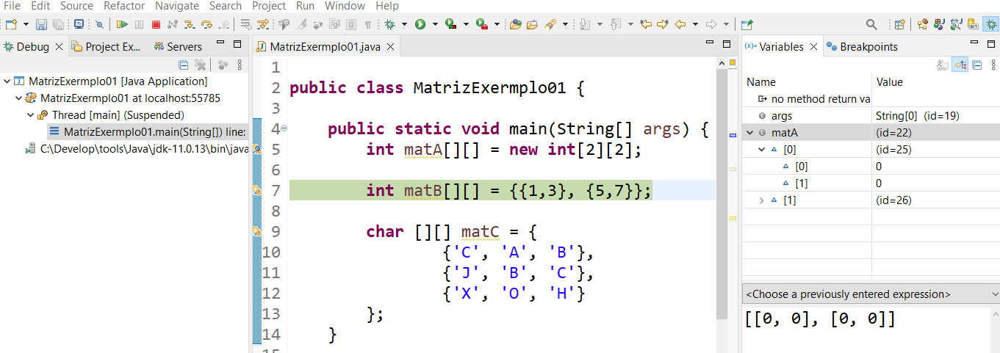 File Edit Source Refactor Navigate Search Project Run Window Help
Debug Project Ex... Servers
MatrizExermplo01 [Java Application]
MatrizExermplo01 at localhost:55785
Thread [main] (Suspended)
MatrizExermplo01.main(String[]) line:
C:\Develop\tools\Java\jdk-11.0.13\bin\java
MatrizExermplo01.java
1
2 public class MatrizExermplo01 {
3
4 public static void main(String[] args) {
5 int matA[][] = new int[2][2];
6
7 int matB[][] = {{1,3}, {5,7}};
8
9 char [][] matC = {
10 {'C', 'A', 'B'},
11 {'J', 'B', 'C'},
12 {'X', 'O', 'H'}
13 };
14 }
Variables Breakpoints
Name Value
no method return va
args String[0] (id=19)
matA (id=22)
[0] (id=25)
[0] 0
[1] 0
[1] (id=26)
<Choose a previously entered expression>
[[0, 0], [0, 0]]